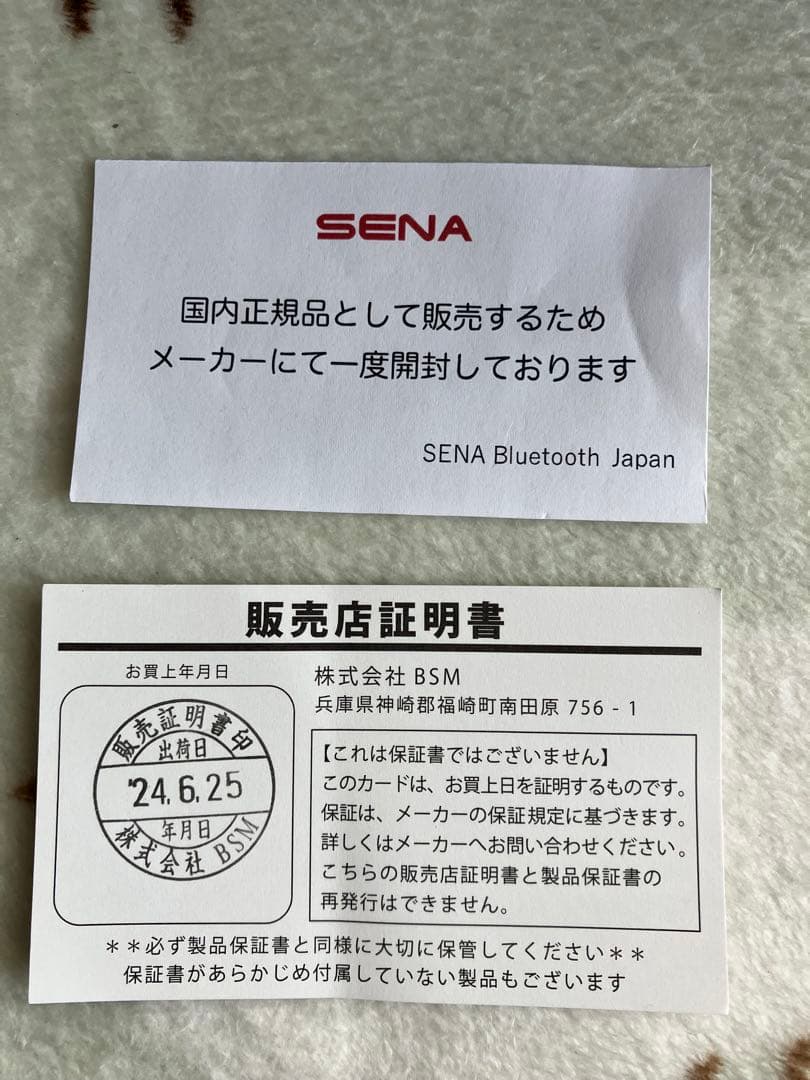 SENA
国内正規品として販売するため
メーカーにて一度開封しております
SENA Bluetooth Japan
販売店証明書
お買上年月日
販売証明書印
出荷日
'24.6.25
年月日
株式会社 BSM
株式会社 BSM
兵庫県神崎郡福崎町南田原 756 - 1
【これは保証書ではございません】
このカードは、お買上日を証明するものです。
保証は、メーカーの保証規定に基づきます。
詳しくはメーカーへお問い合わせください。
こちらの販売店証明書と製品保証書の
再発行はできません。
＊＊必ず製品保証書と同様に大切に保管してください＊＊
保証書があらかじめ付属していない製品もございます